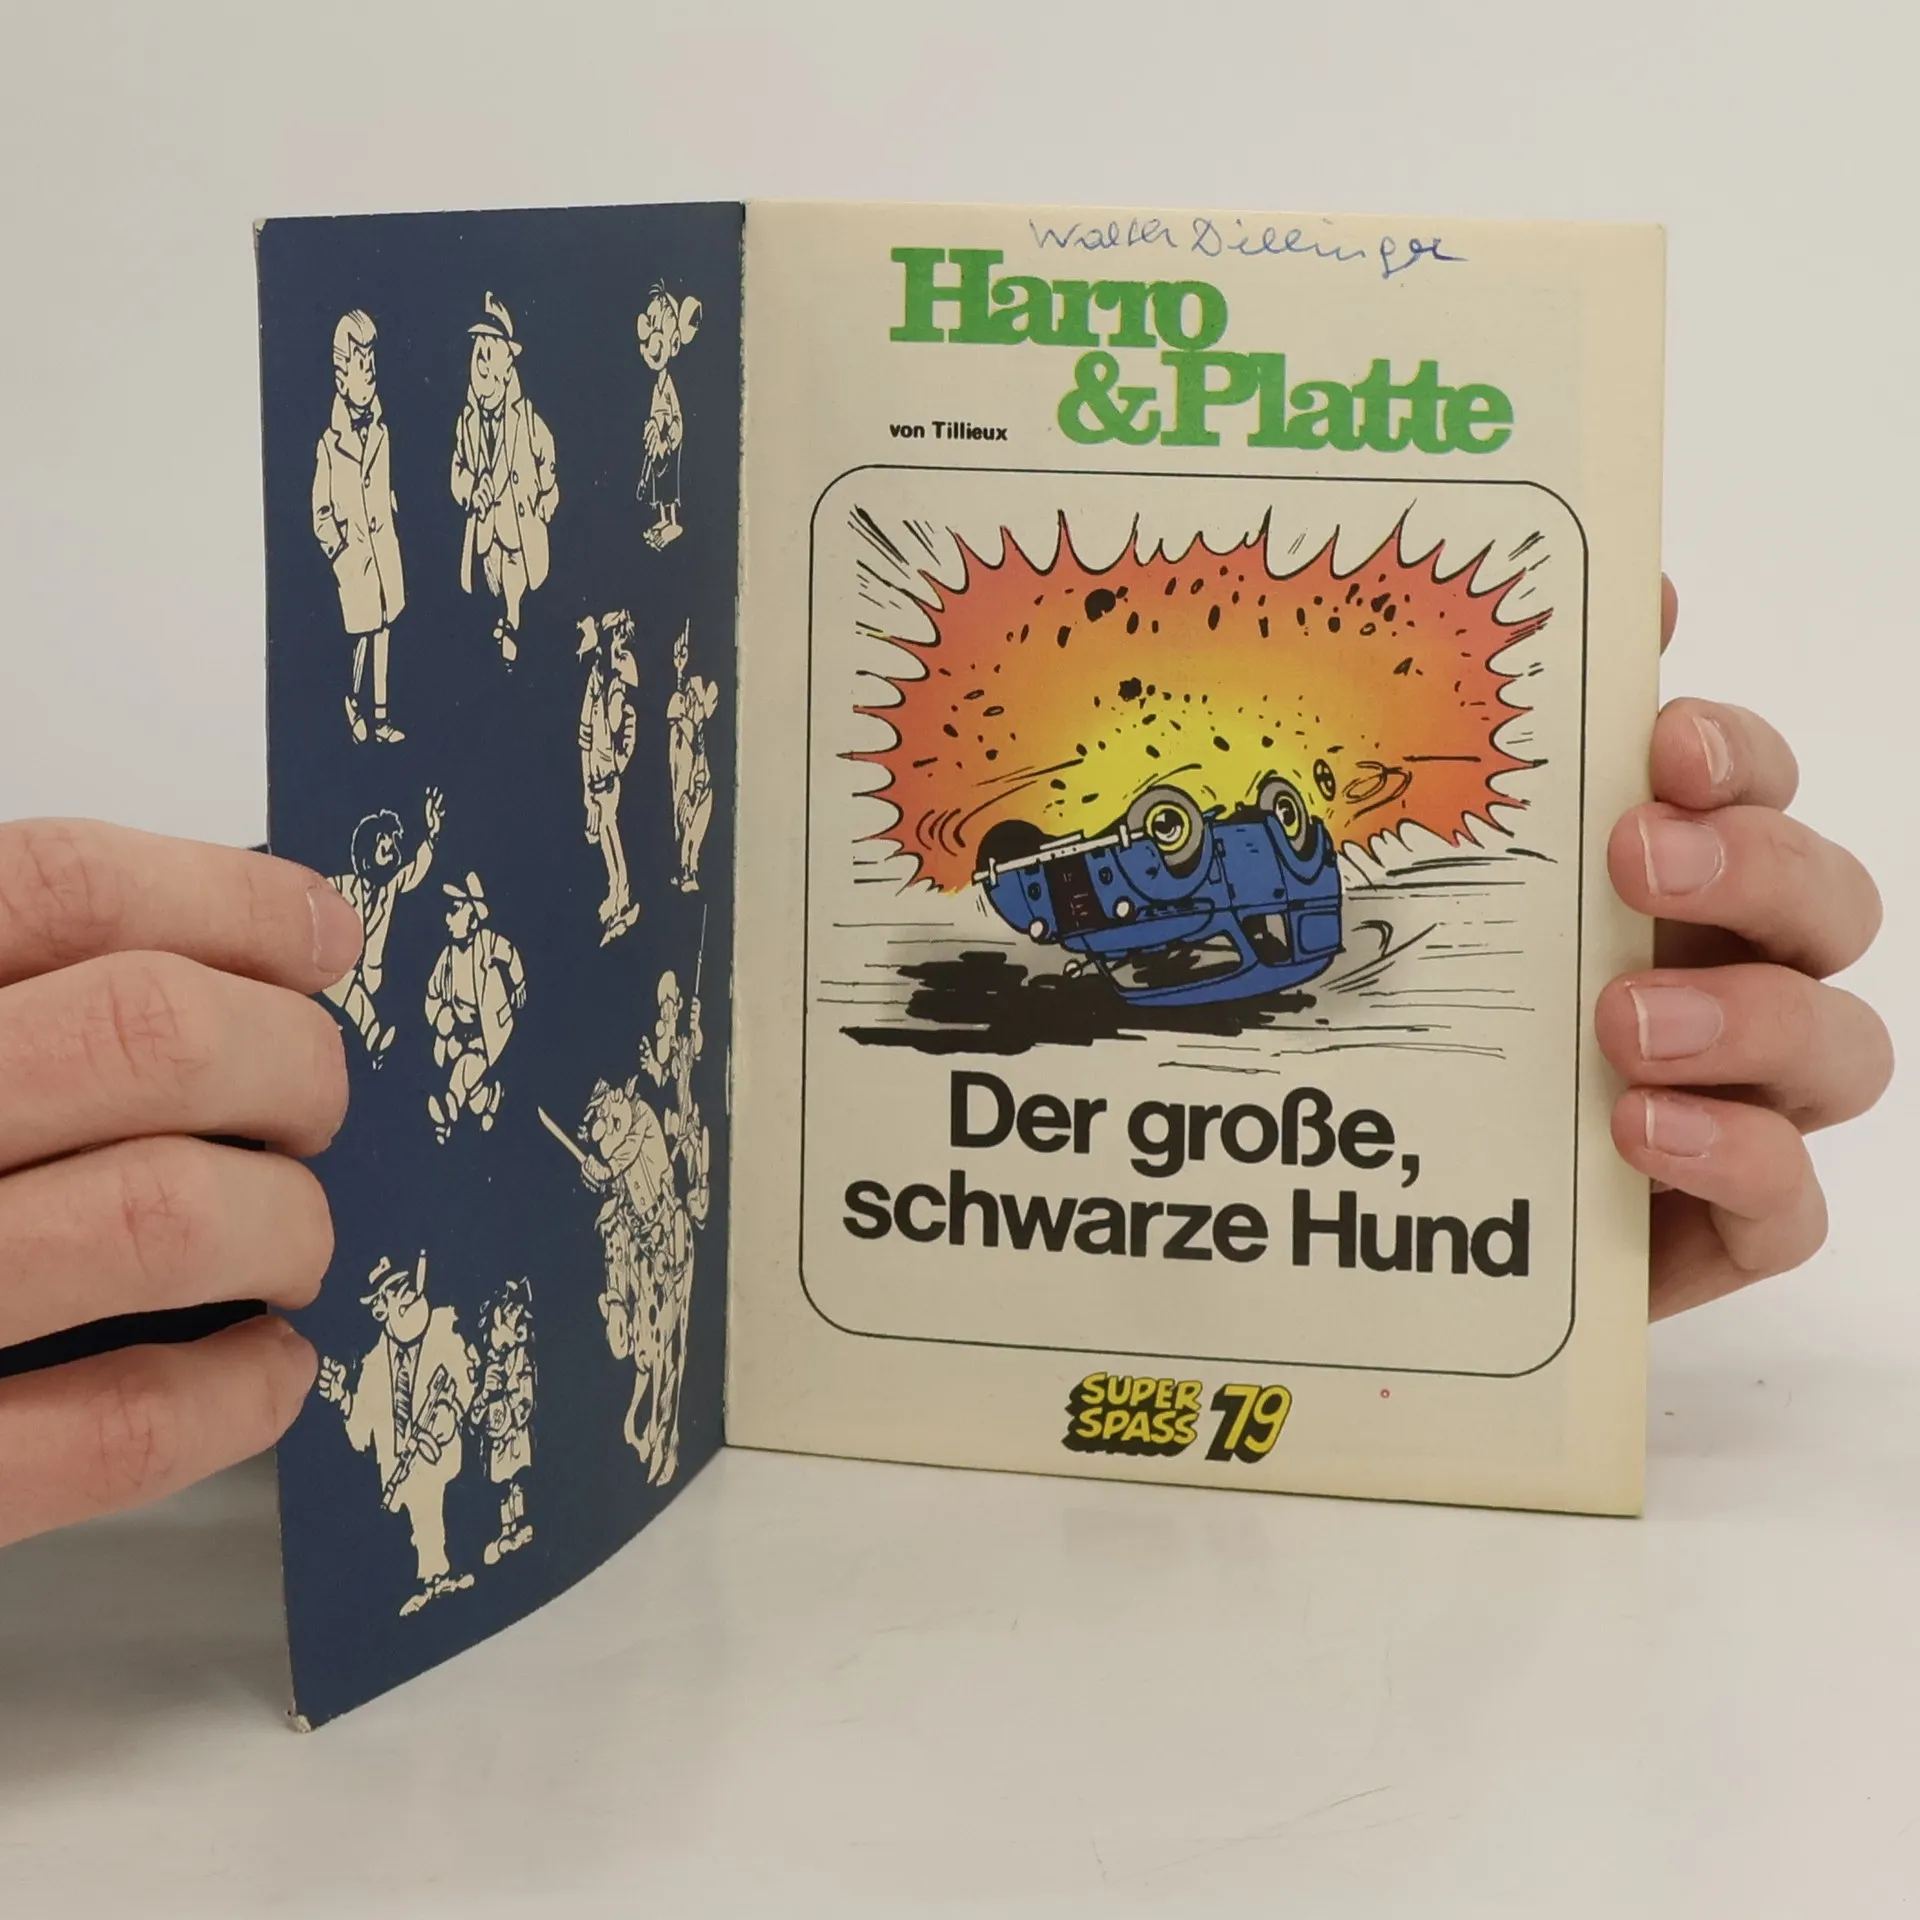 Walter Dillinger
Harro
& Platte
von Tillieux
Der große,
schwarze Hund
SUPER
SPASS 79